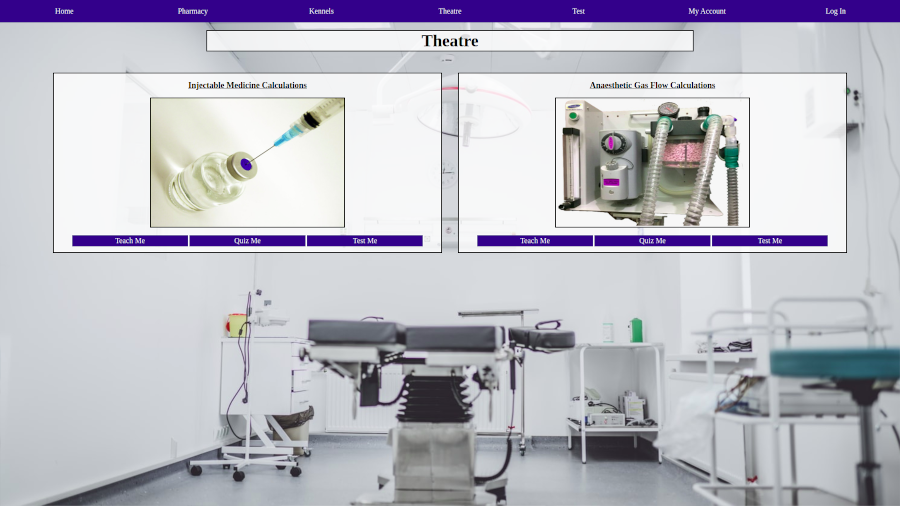 Home Pharmacy Kennels Theatre Test My Account Log In
Theatre
Injectable Medicine Calculations
Teach Me Quiz Me Test Me
Anaesthetic Gas Flow Calculations
Teach Me Quiz Me Test Me